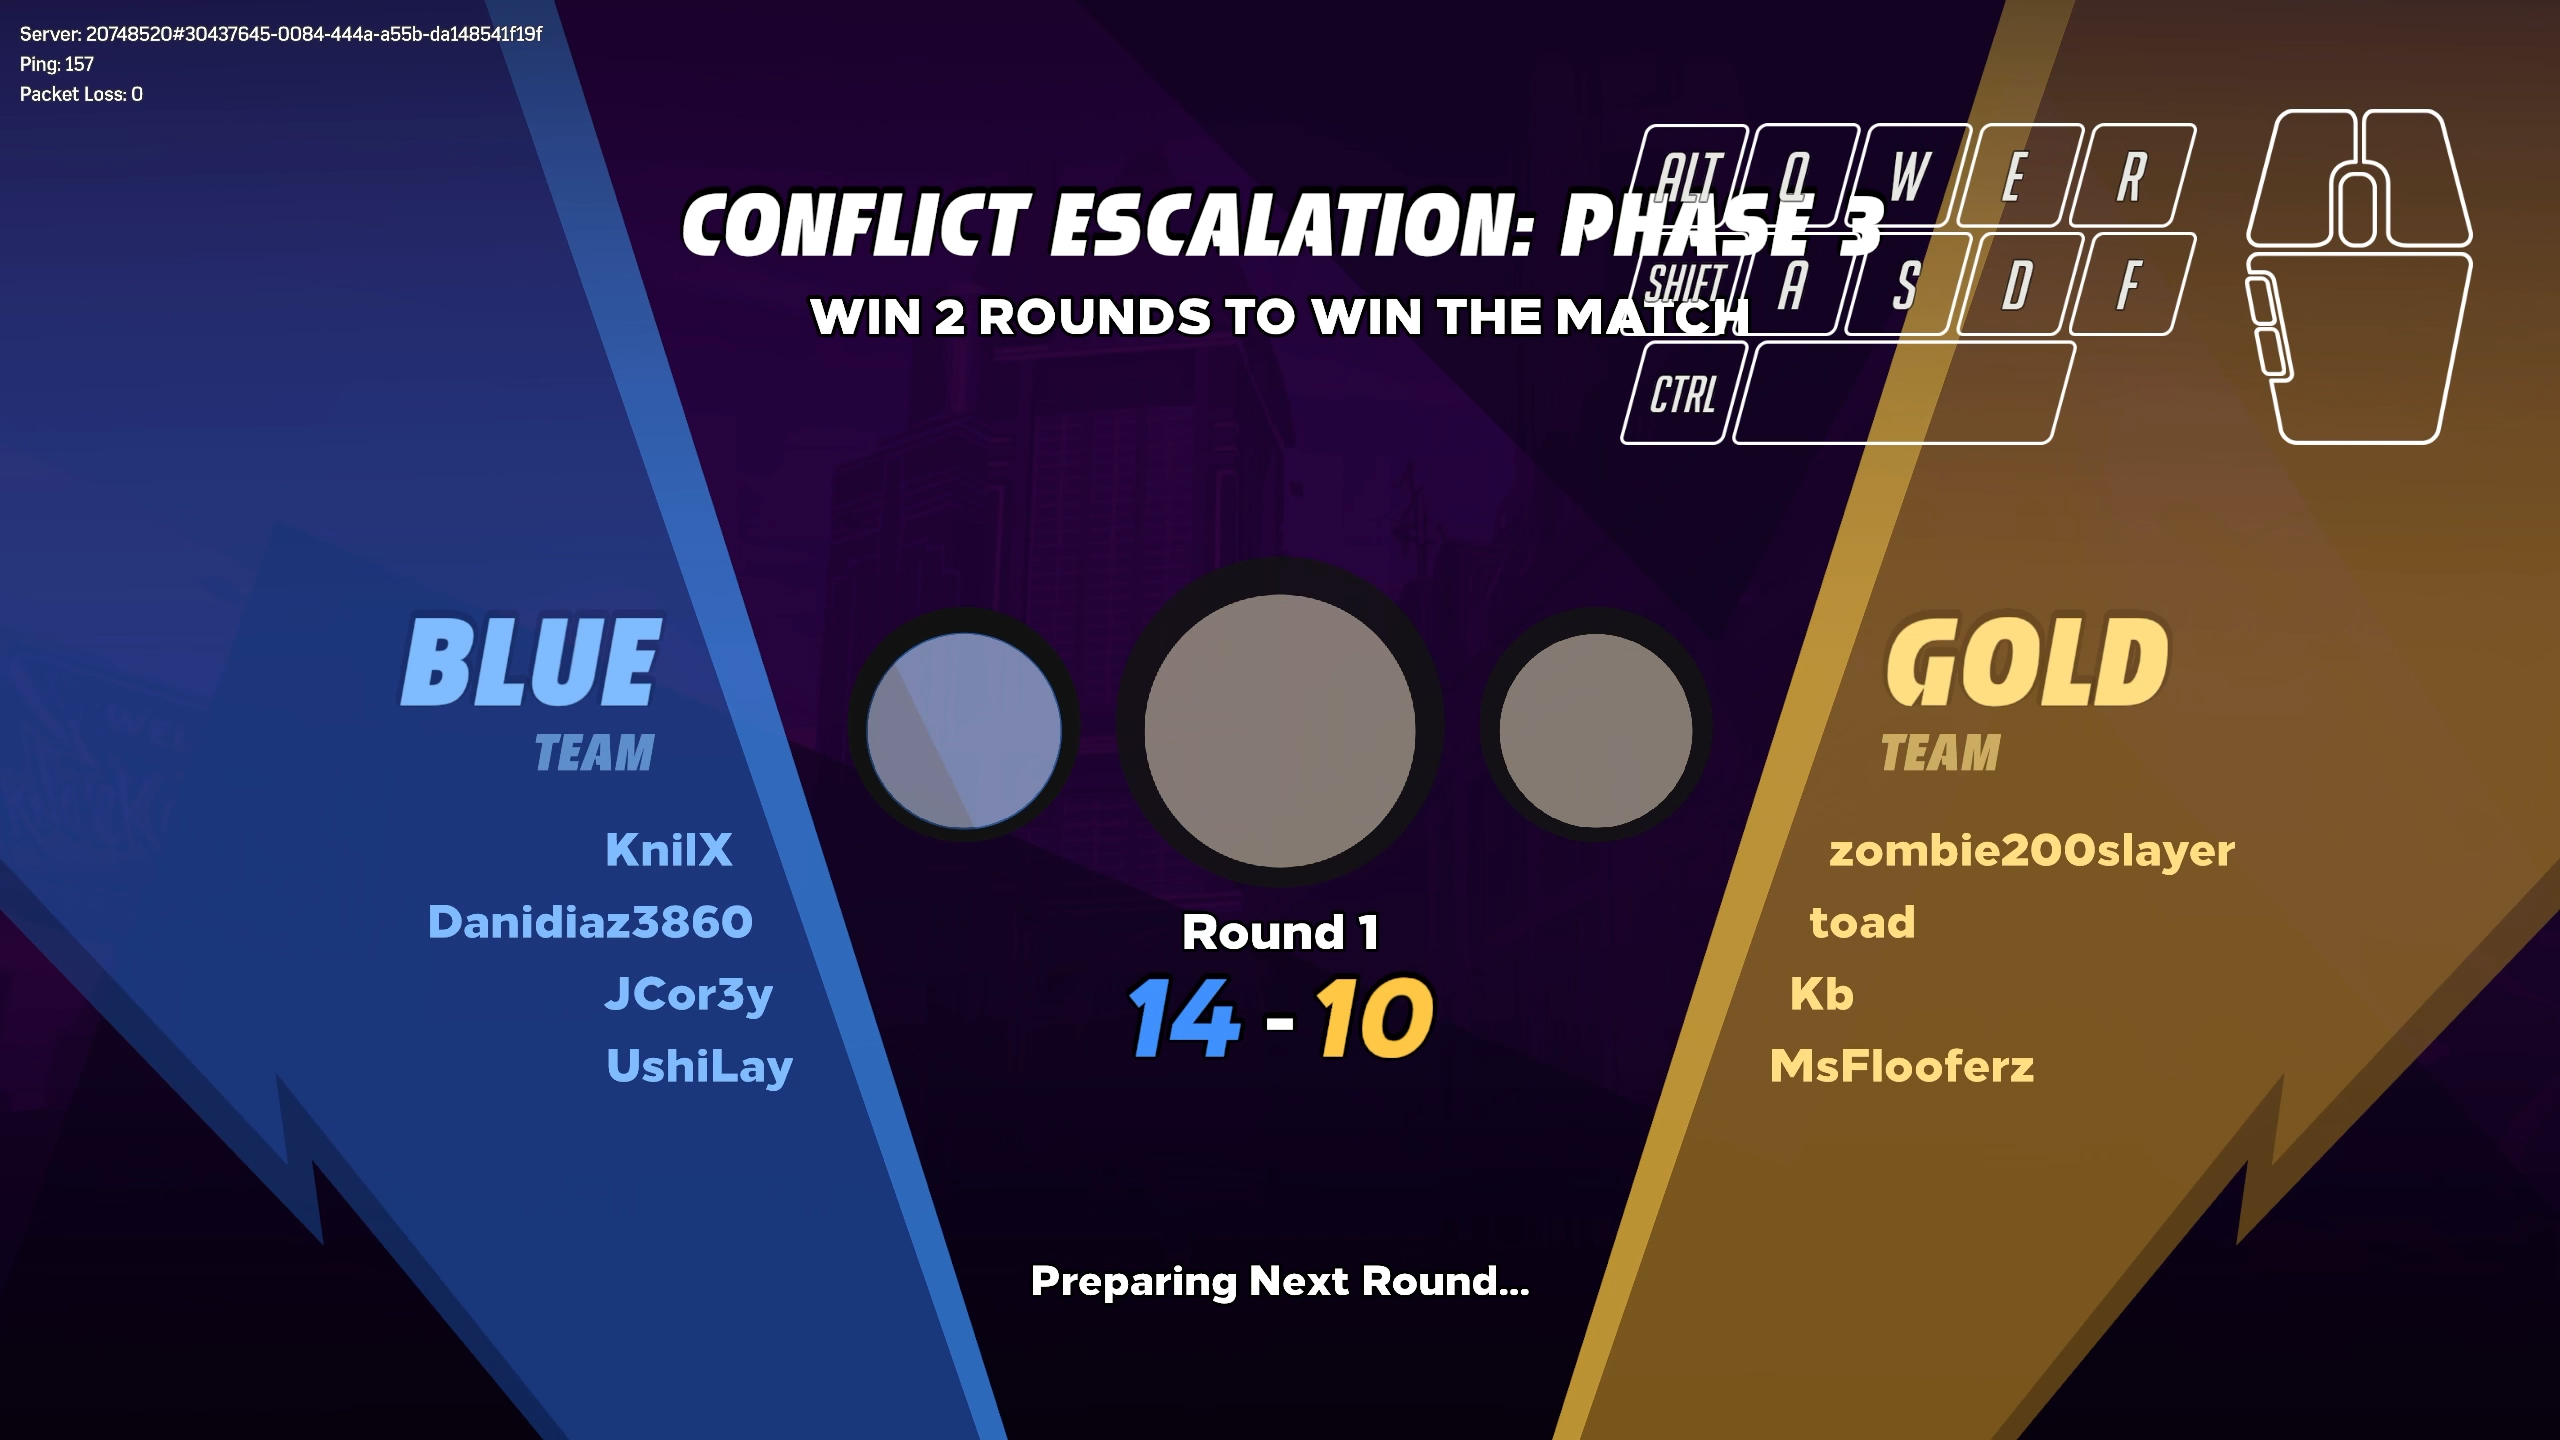 Server: 20748520#30437645-0084-444a-a55b-da148541f19f
Ping: 157
Packet Loss: 0
ALT Q W E R
CONFLICT ESCALATION: PHASE 3
SHIFT A S D F
WIN 2 ROUNDS TO WIN THE MATCH
CTRL
BLUE
TEAM
KnilX
Danidiaz3860
JCor3y
UshiLay
Round 1
14 - 10
GOLD
TEAM
zombie200slayer
toad
Kb
MsFlooferz
Preparing Next Round...